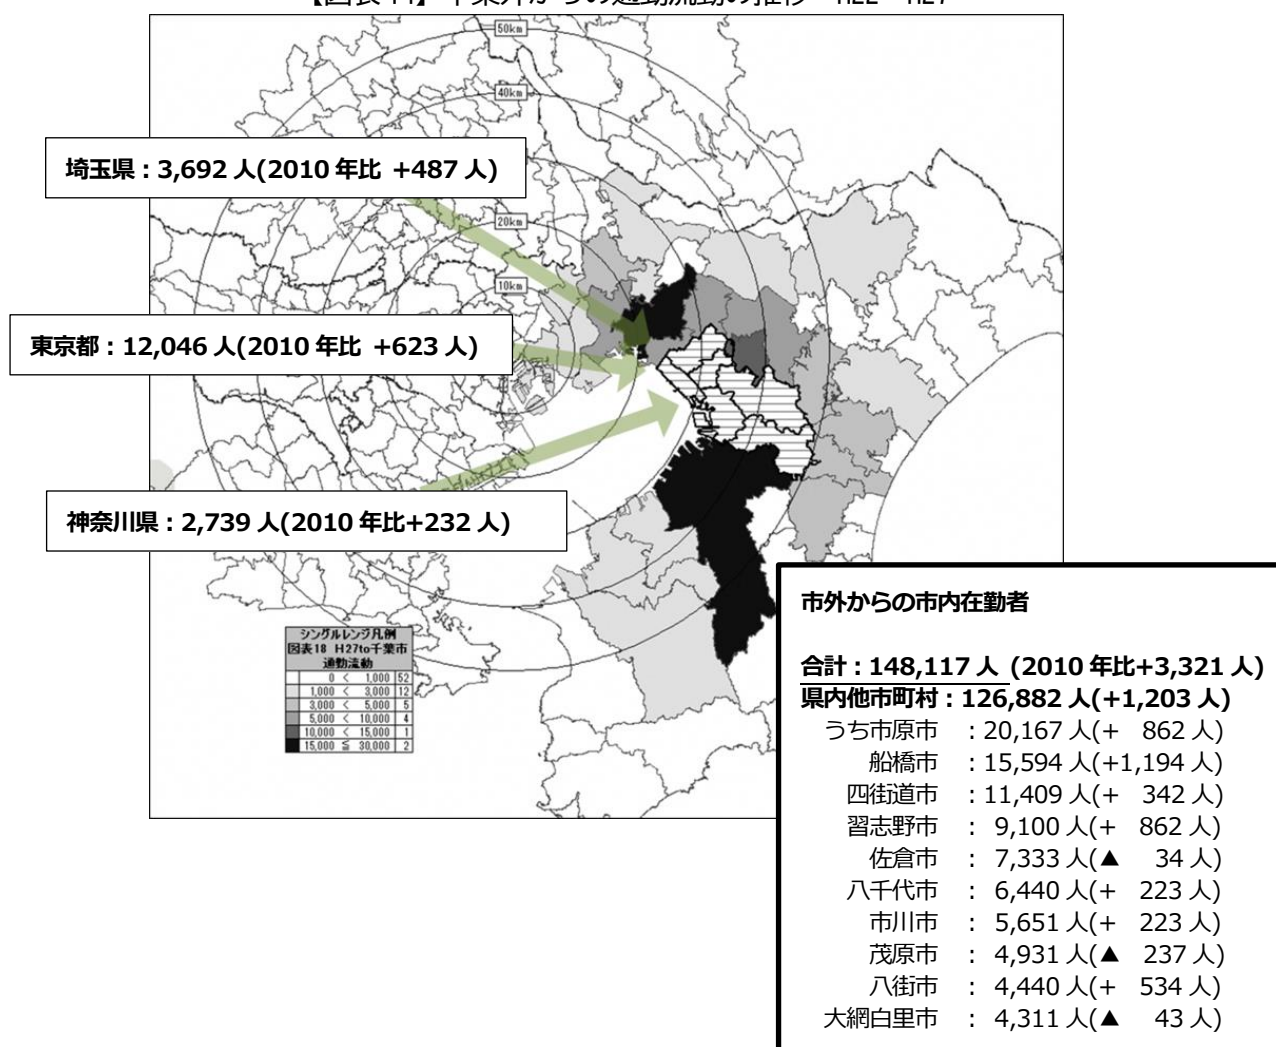 50km
40km
埼玉県：3,692 人(2010 年比 +487 人)
20km
10km
東京都：12,046 人(2010 年比 +623 人)
神奈川県：2,739 人(2010 年比+232 人)
シングルレンジ凡例
図表18 H27to千葉市
通勤流動
0 < 1,000 52
1,000 < 3,000 12
3,000 < 5,000 5
5,000 < 10,000 4
10,000 < 15,000 1
15,000 ≦ 30,000 2
市外からの市内在勤者
合計：148,117 人 (2010 年比+3,321 人)
県内他市町村：126,882 人(+1,203 人)
うち市原市 ：20,167 人(+ 862 人)
船橋市 ：15,594 人(+1,194 人)
四街道市 ：11,409 人(+ 342 人)
習志野市 ： 9,100 人(+ 862 人)
佐倉市 ： 7,333 人(▲ 34 人)
八千代市 ： 6,440 人(+ 223 人)
市川市 ： 5,651 人(+ 223 人)
茂原市 ： 4,931 人(▲ 237 人)
八街市 ： 4,440 人(+ 534 人)
大網白里市 ： 4,311 人(▲ 43 人)